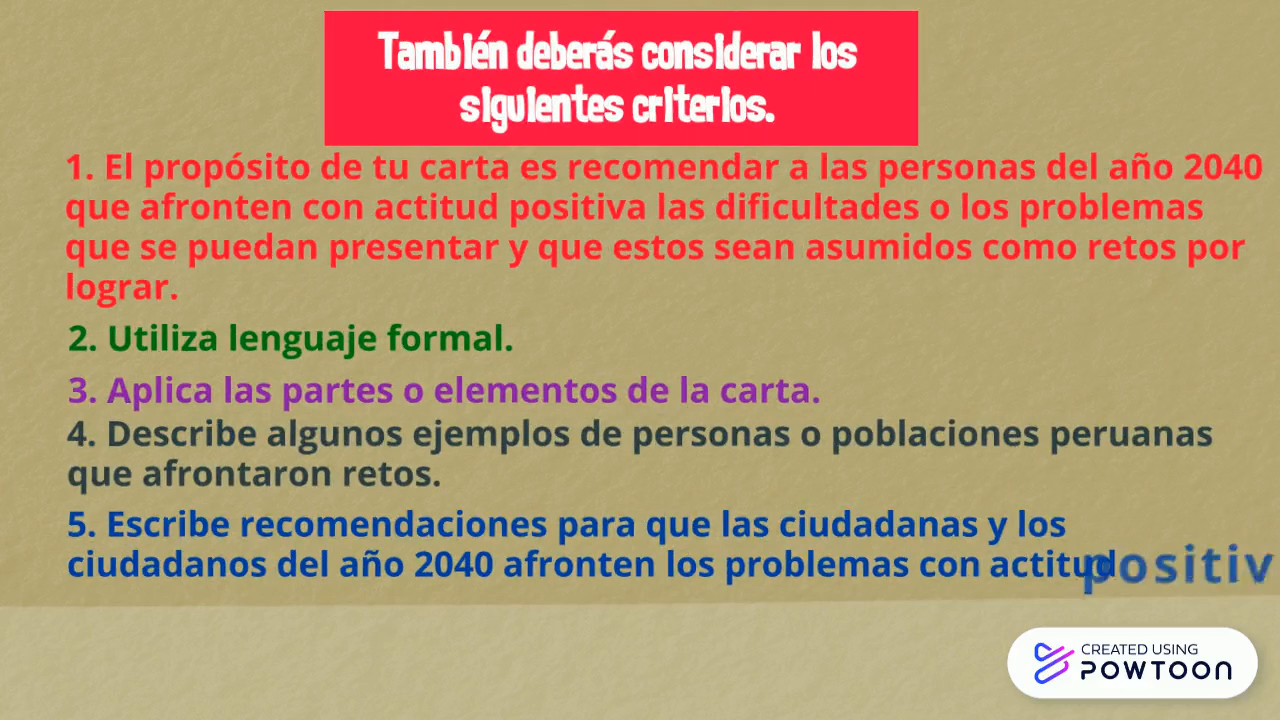 También deberás considerar los
siguientes criterios.
1. El propósito de tu carta es recomendar a las personas del año 2040
que afronten con actitud positiva las dificultades o los problemas
que se puedan presentar y que estos sean asumidos como retos por
lograr.
2. Utiliza lenguaje formal.
3. Aplica las partes o elementos de la carta.
4. Describe algunos ejemplos de personas o poblaciones peruanas
que afrontaron retos.
5. Escribe recomendaciones para que las ciudadanas y los
ciudadanos del año 2040 afronten los problemas con actitud positiv
CREATED USING
POWTOON